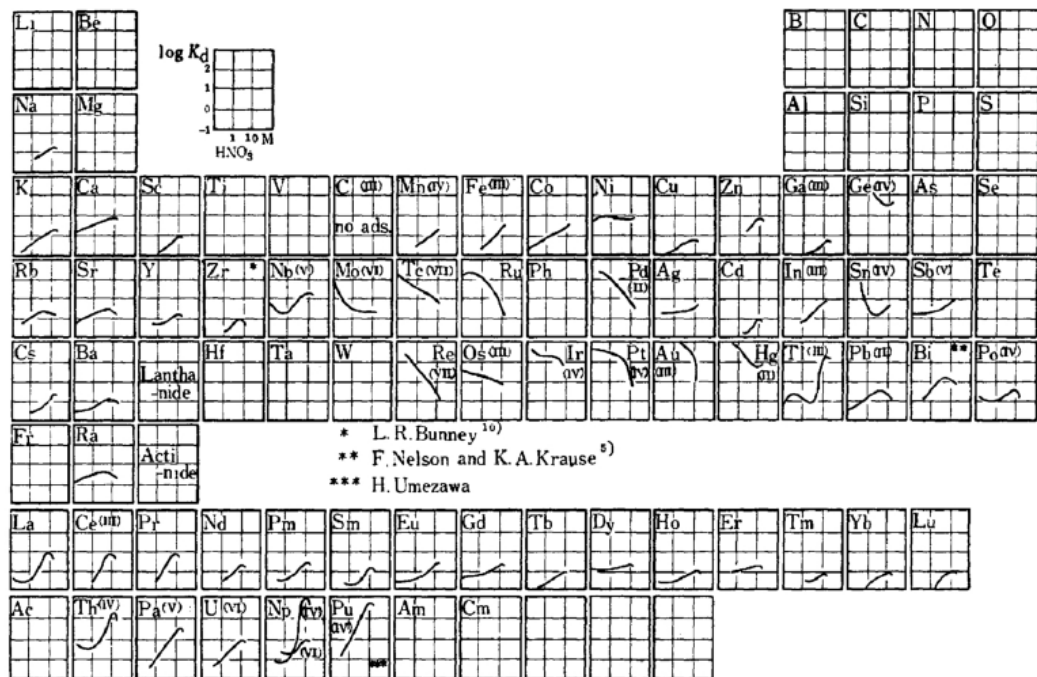 Li Be B C N O
log Kd
2
1
0
-1
1 10 M
HNO3
Na Mg Al Si P S
K Ca Sc Ti V C (III) Mn(IV) Fe(III) Co Ni Cu Zn Ga(III) Ge(IV) As Se
no ads.
Rb Sr Y Zr * Nb(V) Mo(VI) Tc(VII) Ru Ph Pd (II) Ag Cd In(III) Sn(IV) Sb(V) Te
Cs Ba Lantha-nide Hf Ta W Re (VII) Os(III) Ir (IV) Pt (IV) Au (III) Hg (II) Tl(III) Pb(II) Bi ** Po(IV)
Fr Ra Acti-nide
* L.R.Bunney 10)
** F.Nelson and K.A.Krause 5)
*** H.Umezawa
La Ce(III) Pr Nd Pm Sm Eu Gd Tb Dy Ho Er Tm Yb Lu
Ac Th(IV) Pa(V) U(VI) Np (IV) (VI) Pu (IV) *** Am Cm